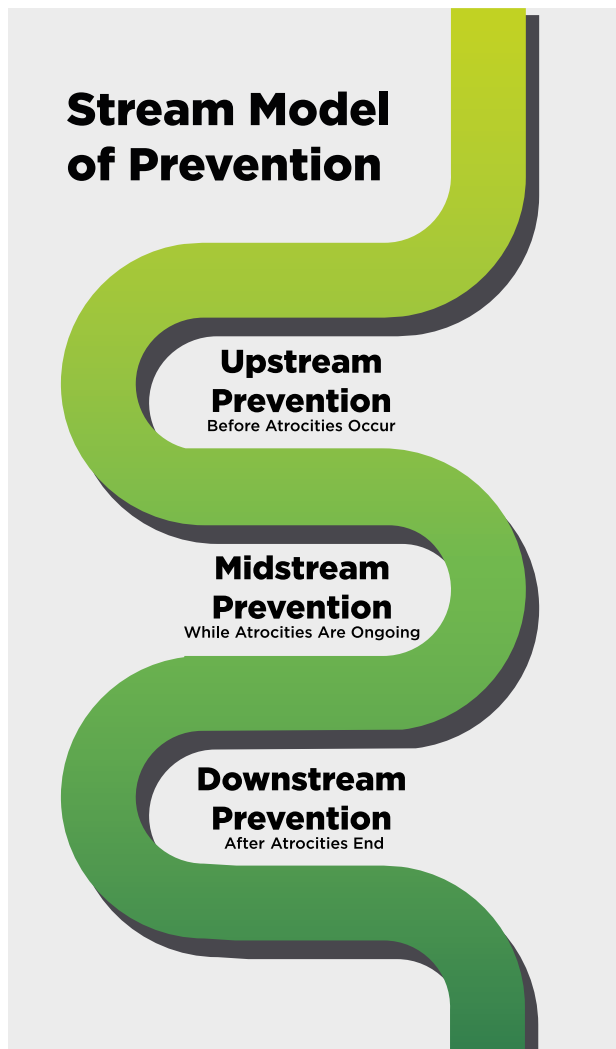 Stream Model
of Prevention
Upstream
Prevention
Before Atrocities Occur
Midstream
Prevention
While Atrocities Are Ongoing
Downstream
Prevention
After Atrocities End